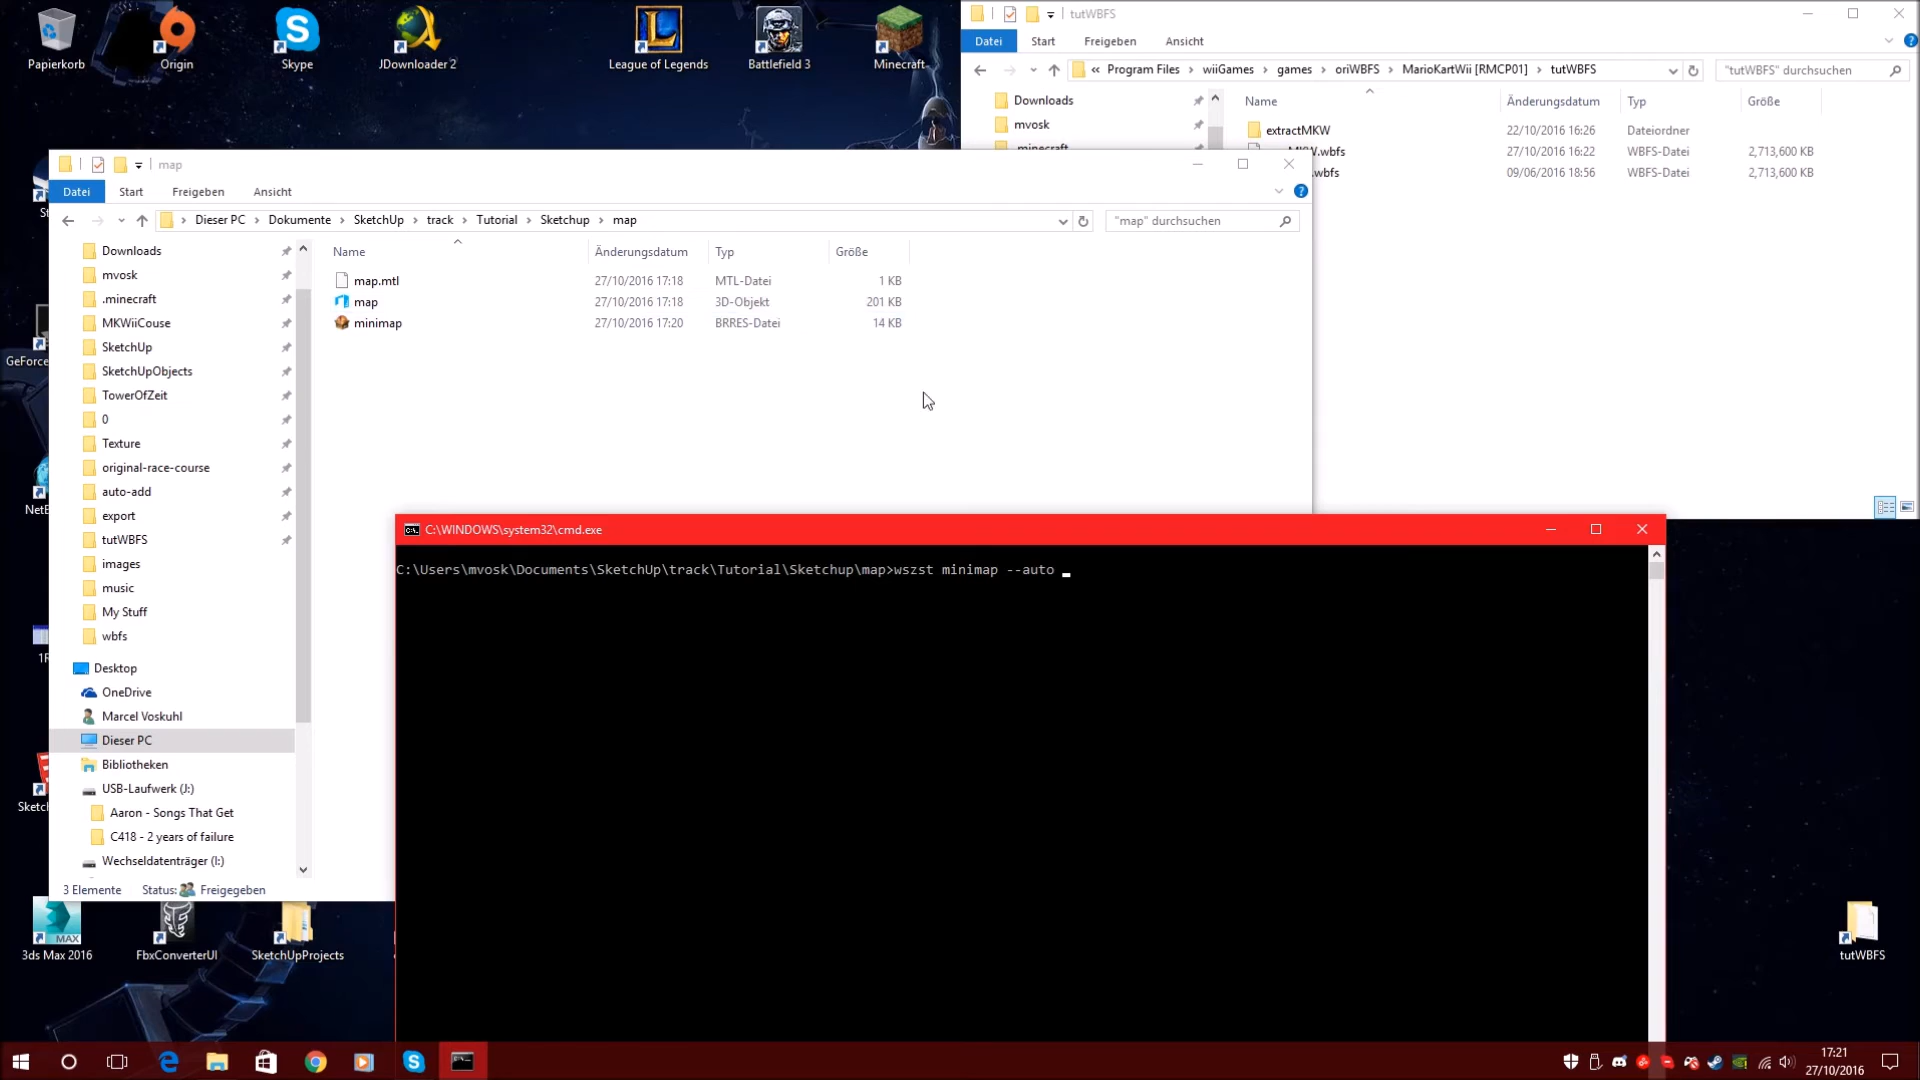 Papierkorb
Origin
Skype
JDownloader 2
League of Legends
Battlefield 3
Minecraft
tutWBFS
Datei Start Freigeben Ansicht
« Program Files > wiiGames > games > oriWBFS > MarioKartWii [RMCP01] > tutWBFS
"tutWBFS" durchsuchen
Downloads
mvosk
.minecraft
Name Änderungsdatum Typ Größe
extractMKW 22/10/2016 16:26 Dateiordner
MKW.wbfs 27/10/2016 16:22 WBFS-Datei 2,713,600 KB
.wbfs 09/06/2016 18:56 WBFS-Datei 2,713,600 KB
map
Datei Start Freigeben Ansicht
Dieser PC > Dokumente > SketchUp > track > Tutorial > Sketchup > map
"map" durchsuchen
Name Änderungsdatum Typ Größe
map.mtl 27/10/2016 17:18 MTL-Datei 1 KB
map 27/10/2016 17:18 3D-Objekt 201 KB
minimap 27/10/2016 17:20 BRRES-Datei 14 KB
Downloads
mvosk
.minecraft
MKWiiCouse
SketchUp
SketchUpObjects
TowerOfZeit
0
Texture
original-race-course
auto-add
export
tutWBFS
images
music
My Stuff
wbfs
Desktop
OneDrive
Marcel Voskuhl
Dieser PC
Bibliotheken
USB-Laufwerk (J:)
Aaron - Songs That Get
C418 - 2 years of failure
Wechseldatenträger (I:)
3 Elemente Status: Freigegeben
C:\WINDOWS\system32\cmd.exe
C:\Users\mvosk\Documents\SketchUp\track\Tutorial\Sketchup\map>wszst minimap --auto _
St
GeForce
NetB
1R
Sketc
MAX
3ds Max 2016
FbxConverterUI
SketchUpProjects
tutWBFS
17:21
27/10/2016